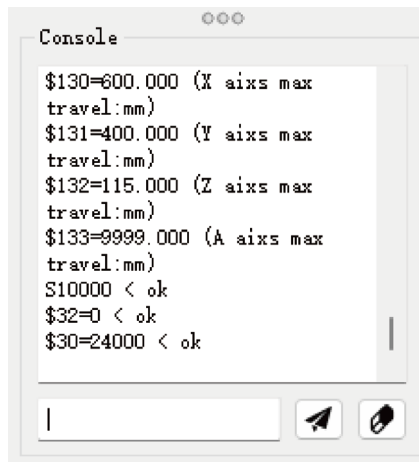 Console
$130=600.000 (X aixs max
travel:mm)
$131=400.000 (Y aixs max
travel:mm)
$132=115.000 (Z aixs max
travel:mm)
$133=9999.000 (A aixs max
travel:mm)
S10000 < ok
$32=0 < ok
$30=24000 < ok